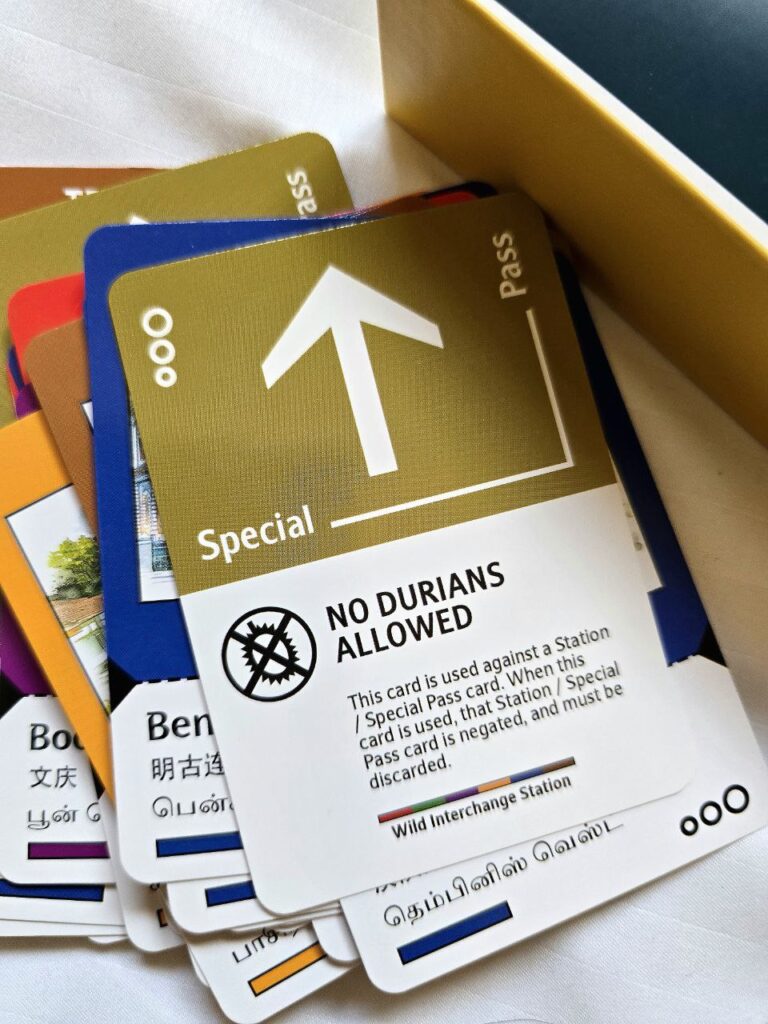 Pass
Special
NO DURIANS
ALLOWED
This card is used against a Station
/ Special Pass card. When this
card is used, that Station / Special
Pass card is negated, and must be
discarded.
Wild Interchange Station
ass
Boo
文庆
பூன்
Ben
明古连
பென்
தெம்பினிஸ் வெஸ்ட்